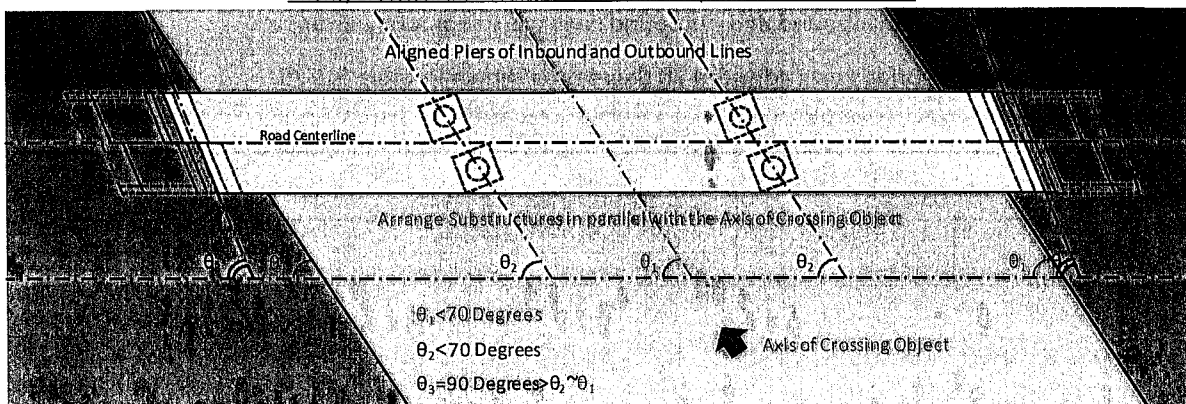 Aligned Piers of Inbound and Outbound Lines
Road Centerline
Arrange Substructures in parallel with the Axis of Crossing Object
θ₂
θ₁
θ₂
θ₁<70 Degrees
θ₂<70 Degrees
Axis of Crossing Object
θ₃=90 Degrees>θ₂~θ₁